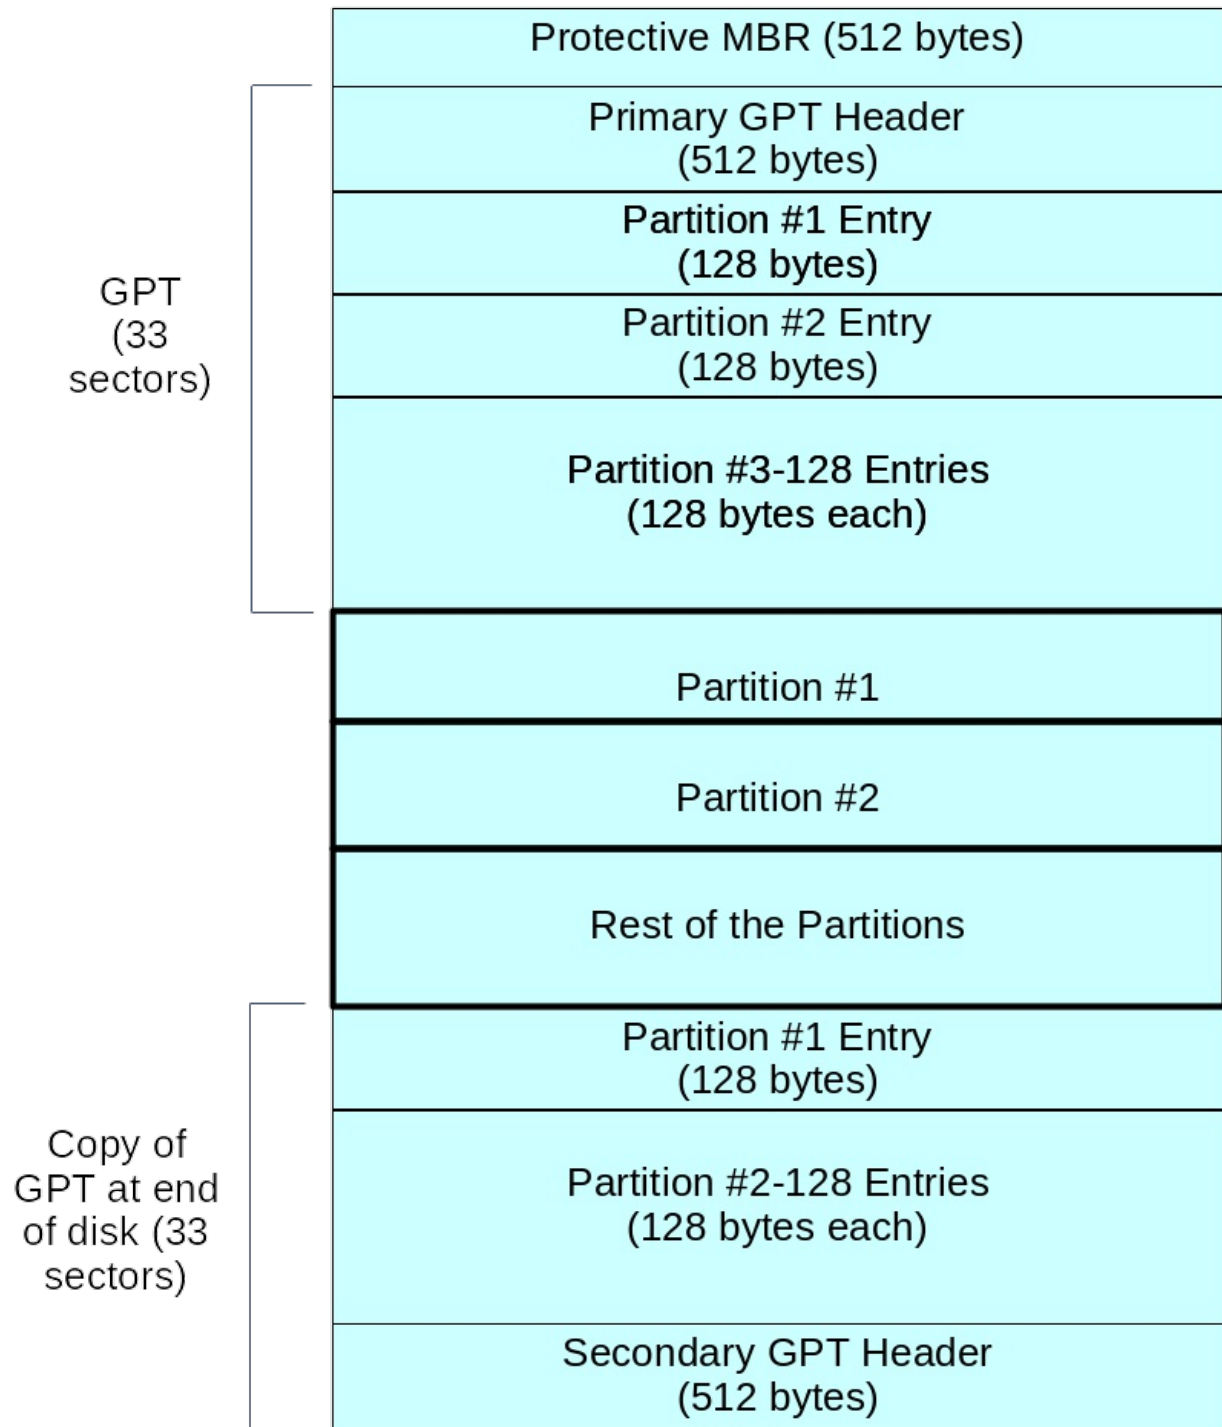 Protective MBR (512 bytes)
Primary GPT Header
(512 bytes)
Partition #1 Entry
(128 bytes)
GPT
(33
sectors)
Partition #2 Entry
(128 bytes)
Partition #3-128 Entries
(128 bytes each)
Partition #1
Partition #2
Rest of the Partitions
Partition #1 Entry
(128 bytes)
Copy of
GPT at end
of disk (33
sectors)
Partition #2-128 Entries
(128 bytes each)
Secondary GPT Header
(512 bytes)